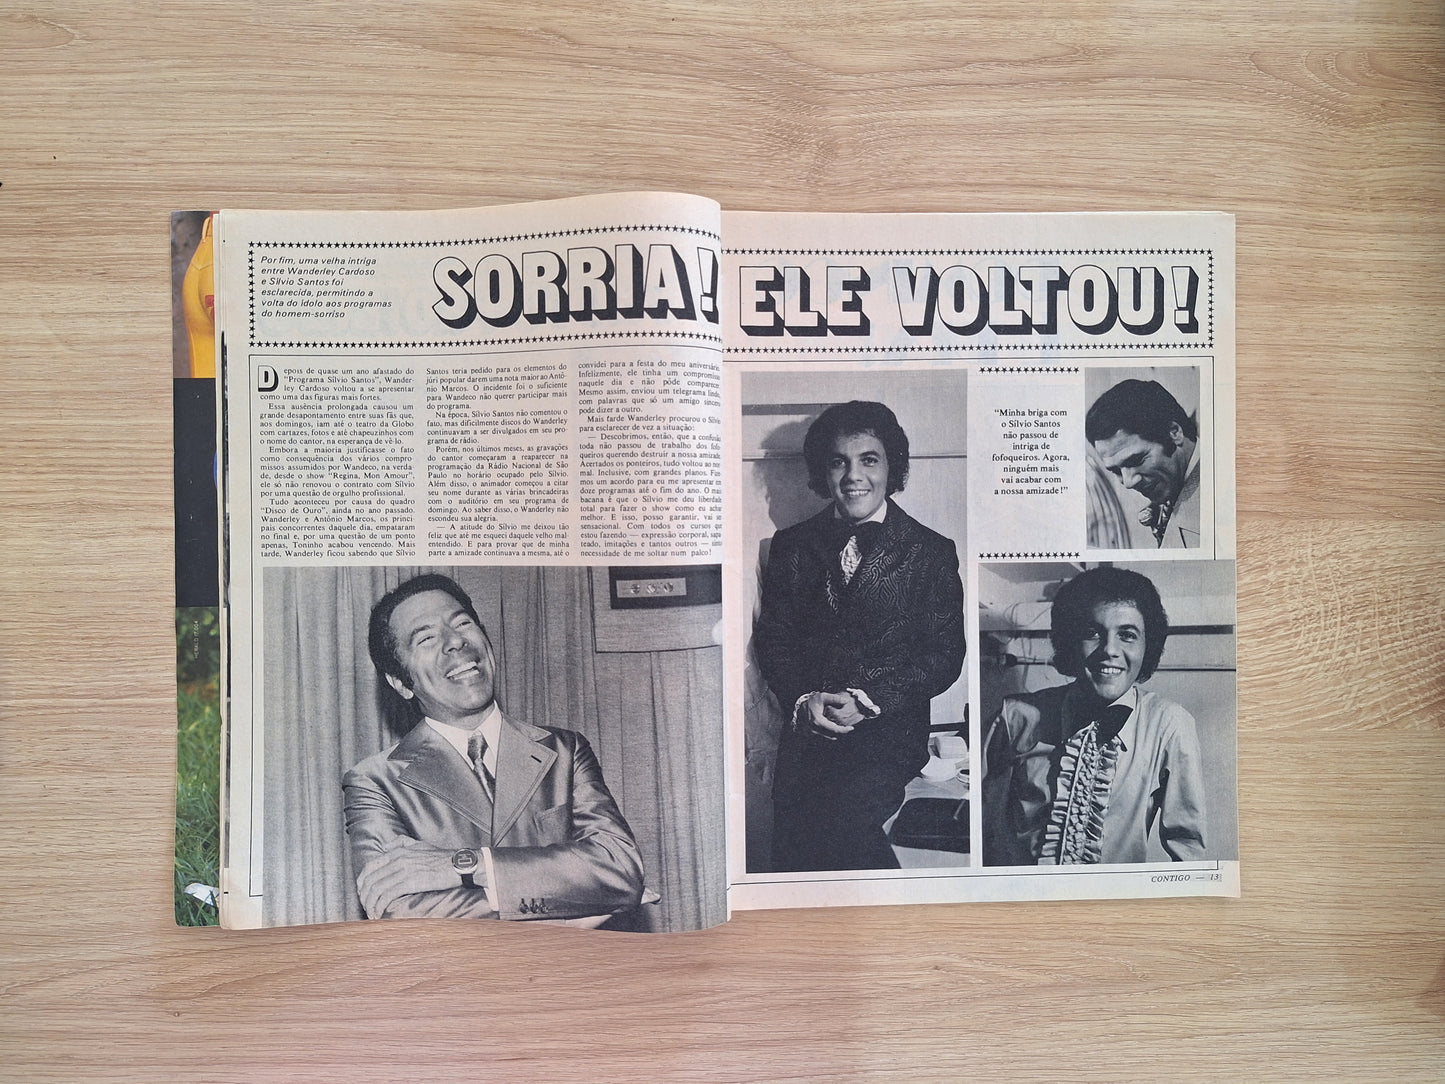 Por fim, uma velha intriga
entre Wanderley Cardoso
e Sílvio Santos foi
esclarecida, permitindo a
volta do ídolo aos programas
do homem-sorriso
SORRIA! ELE VOLTOU!
Depois de quase um ano afastado do
"Programa Sílvio Santos", Wander-
ley Cardoso voltou a se apresentar
como uma das figuras mais fortes.
Essa ausência prolongada causou um
grande desapontamento entre suas fãs que,
aos domingos, iam até o teatro da Globo
com cartazes, fotos e até chapeuzinhos com
o nome do cantor, na esperança de vê-lo.
Embora a maioria justificasse o fato
como conseqüência dos vários compro-
missos assumidos por Wandeco, na verda-
de, desde o show "Regina, Mon Amour",
ele só não renovou o contrato com Sílvio
por uma questão de orgulho profissional.
Tudo aconteceu por causa do quadro
"Disco de Ouro", ainda no ano passado.
Wanderley e Antônio Marcos, os princi-
pais concorrentes daquele dia, empataram
no final e, por uma questão de um ponto
apenas, Toninho acabou vencendo. Mais
tarde, Wanderley ficou sabendo que Sílvio
Santos teria pedido para os elementos do
júri popular darem uma nota maior ao Antô-
nio Marcos. O incidente foi o suficiente
para Wandeco não querer participar mais
do programa.
Na época, Sílvio Santos não comentou o
fato, mas dificilmente discos do Wanderley
continuavam a ser divulgados em seu pro-
grama de rádio.
Porém, nos últimos meses, as gravações
do cantor começaram a reaparecer na
programação da Rádio Nacional de São
Paulo no horário ocupado pelo Sílvio.
Além disso, o animador começou a citar
seu nome durante as várias brincadeiras
com o auditório em seu programa de
domingo. Ao saber disso, o Wanderley não
escondeu sua alegria.
— A atitude do Sílvio me deixou tão
feliz que até me esqueci daquele velho mal-
entendido. E para provar que de minha
parte a amizade continuava a mesma, até o
convidei para a festa do meu aniversário.
Infelizmente, ele tinha um compromisso
naquele dia e não pôde comparecer.
Mesmo assim, enviou um telegrama lindo,
com palavras que só um amigo sincero
pode dizer a outro.
Mais tarde Wanderley procurou o Sílvio
para esclarecer de vez a situação:
— Descobrimos, então, que a confusão
toda não passou de trabalho dos fofo-
queiros querendo destruir a nossa amizade.
Acertados os ponteiros, tudo voltou ao nor-
mal. Inclusive, com grandes planos. Fize-
mos um acordo para eu me apresentar em
doze programas até o fim do ano. O mais
bacana é que o Sílvio me deu liberdade
total para fazer o show como eu achar
melhor. E isso, posso garantir, vai ser
sensacional. Com todos os cursos que
estou fazendo — expressão corporal, sapa-
teado, imitações e tantos outros — sinto
necessidade de me soltar num palco!
"Minha briga com
o Sílvio Santos
não passou de
intriga de
fofoqueiros. Agora,
ninguém mais
vai acabar com
a nossa amizade!"
CONTIGO — 13